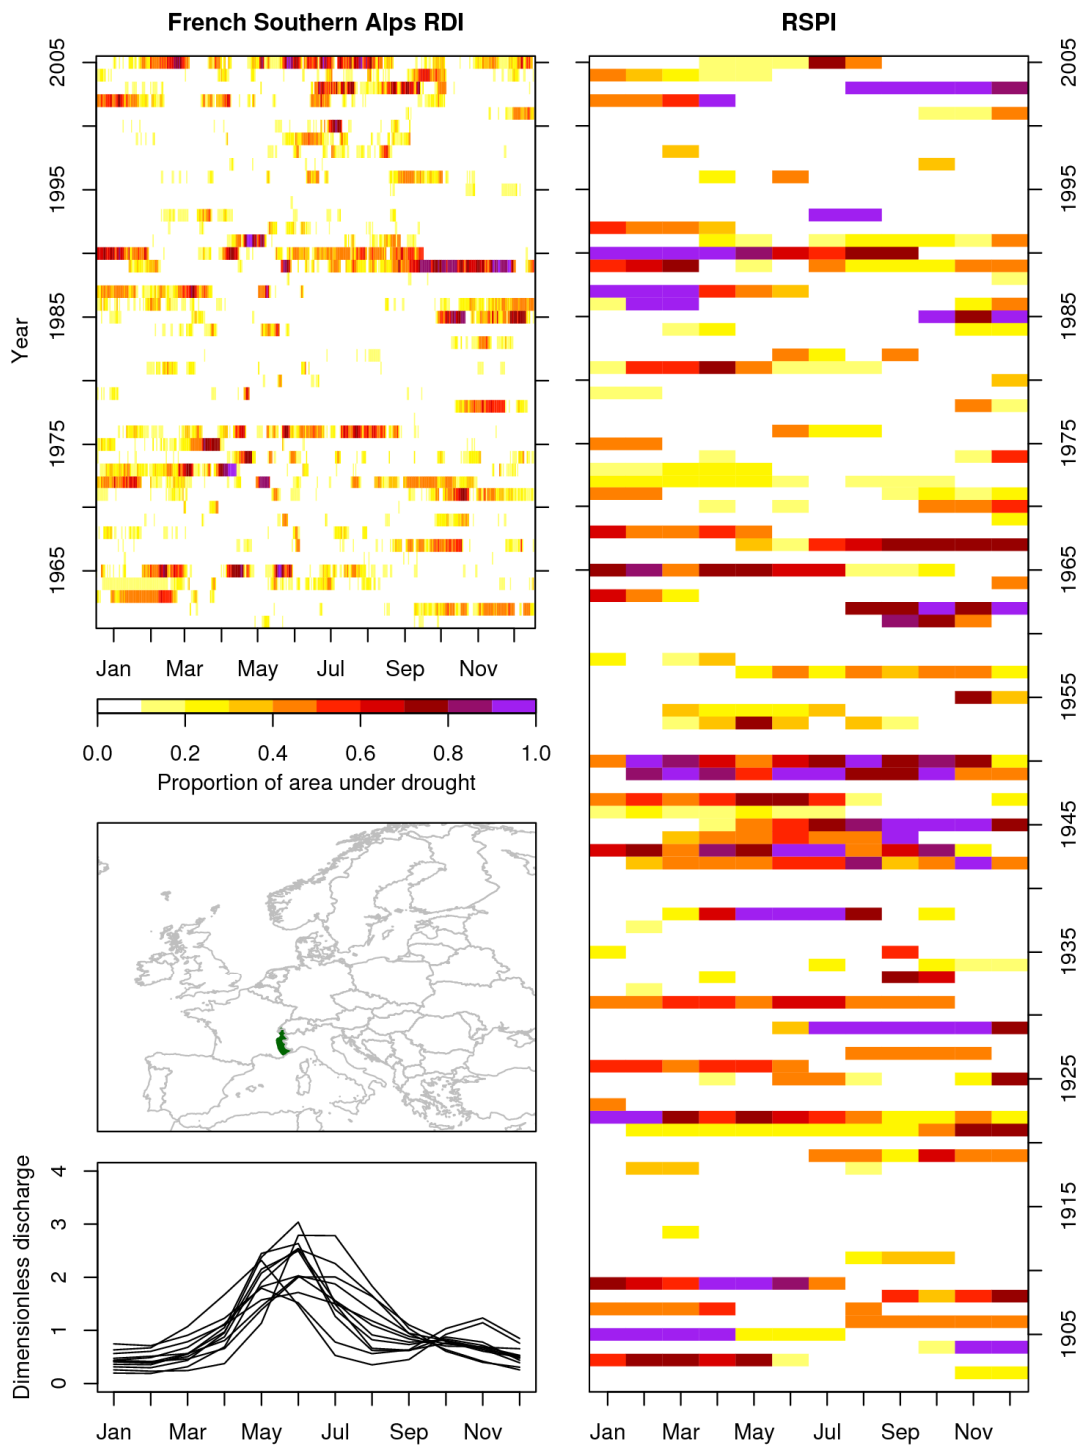 French Southern Alps RDI
RSPI
Year
2005
1995
1985
1975
1965
Jan Mar May Jul Sep Nov
0.0 0.2 0.4 0.6 0.8 1.0
Proportion of area under drought
Dimensionless discharge
4
3
2
1
0
Jan Mar May Jul Sep Nov
2005
1995
1985
1975
1965
1955
1945
1935
1925
1915
1905
Jan Mar May Jul Sep Nov